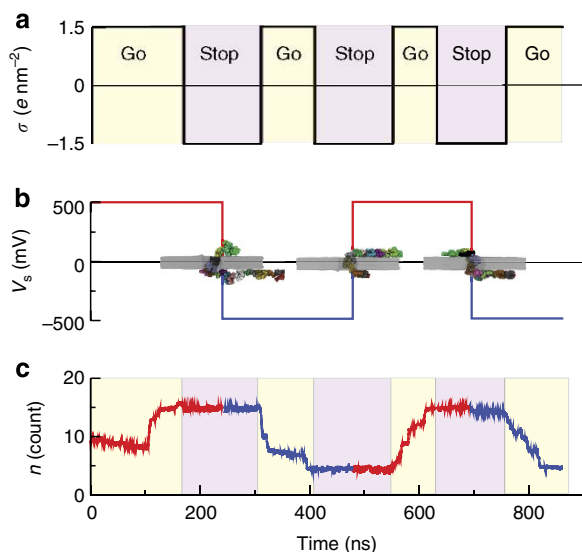 a
1.5
0
−1.5
σ (e nm⁻²)
Go Stop Go Stop Go Stop Go
b
500
0
−500
Vs (mV)
c
20
10
0
n (count)
0 200 400 600 800
Time (ns)